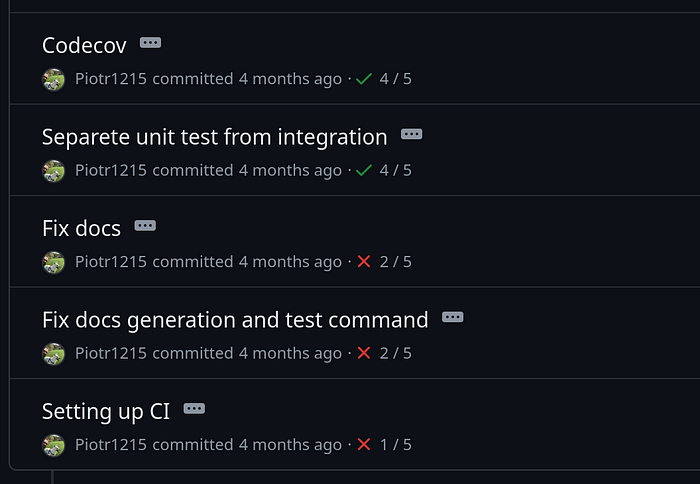 Codecov
Piotr1215 committed 4 months ago · 4 / 5
Separete unit test from integration
Piotr1215 committed 4 months ago · 4 / 5
Fix docs
Piotr1215 committed 4 months ago · 2 / 5
Fix docs generation and test command
Piotr1215 committed 4 months ago · 2 / 5
Setting up CI
Piotr1215 committed 4 months ago · 1 / 5